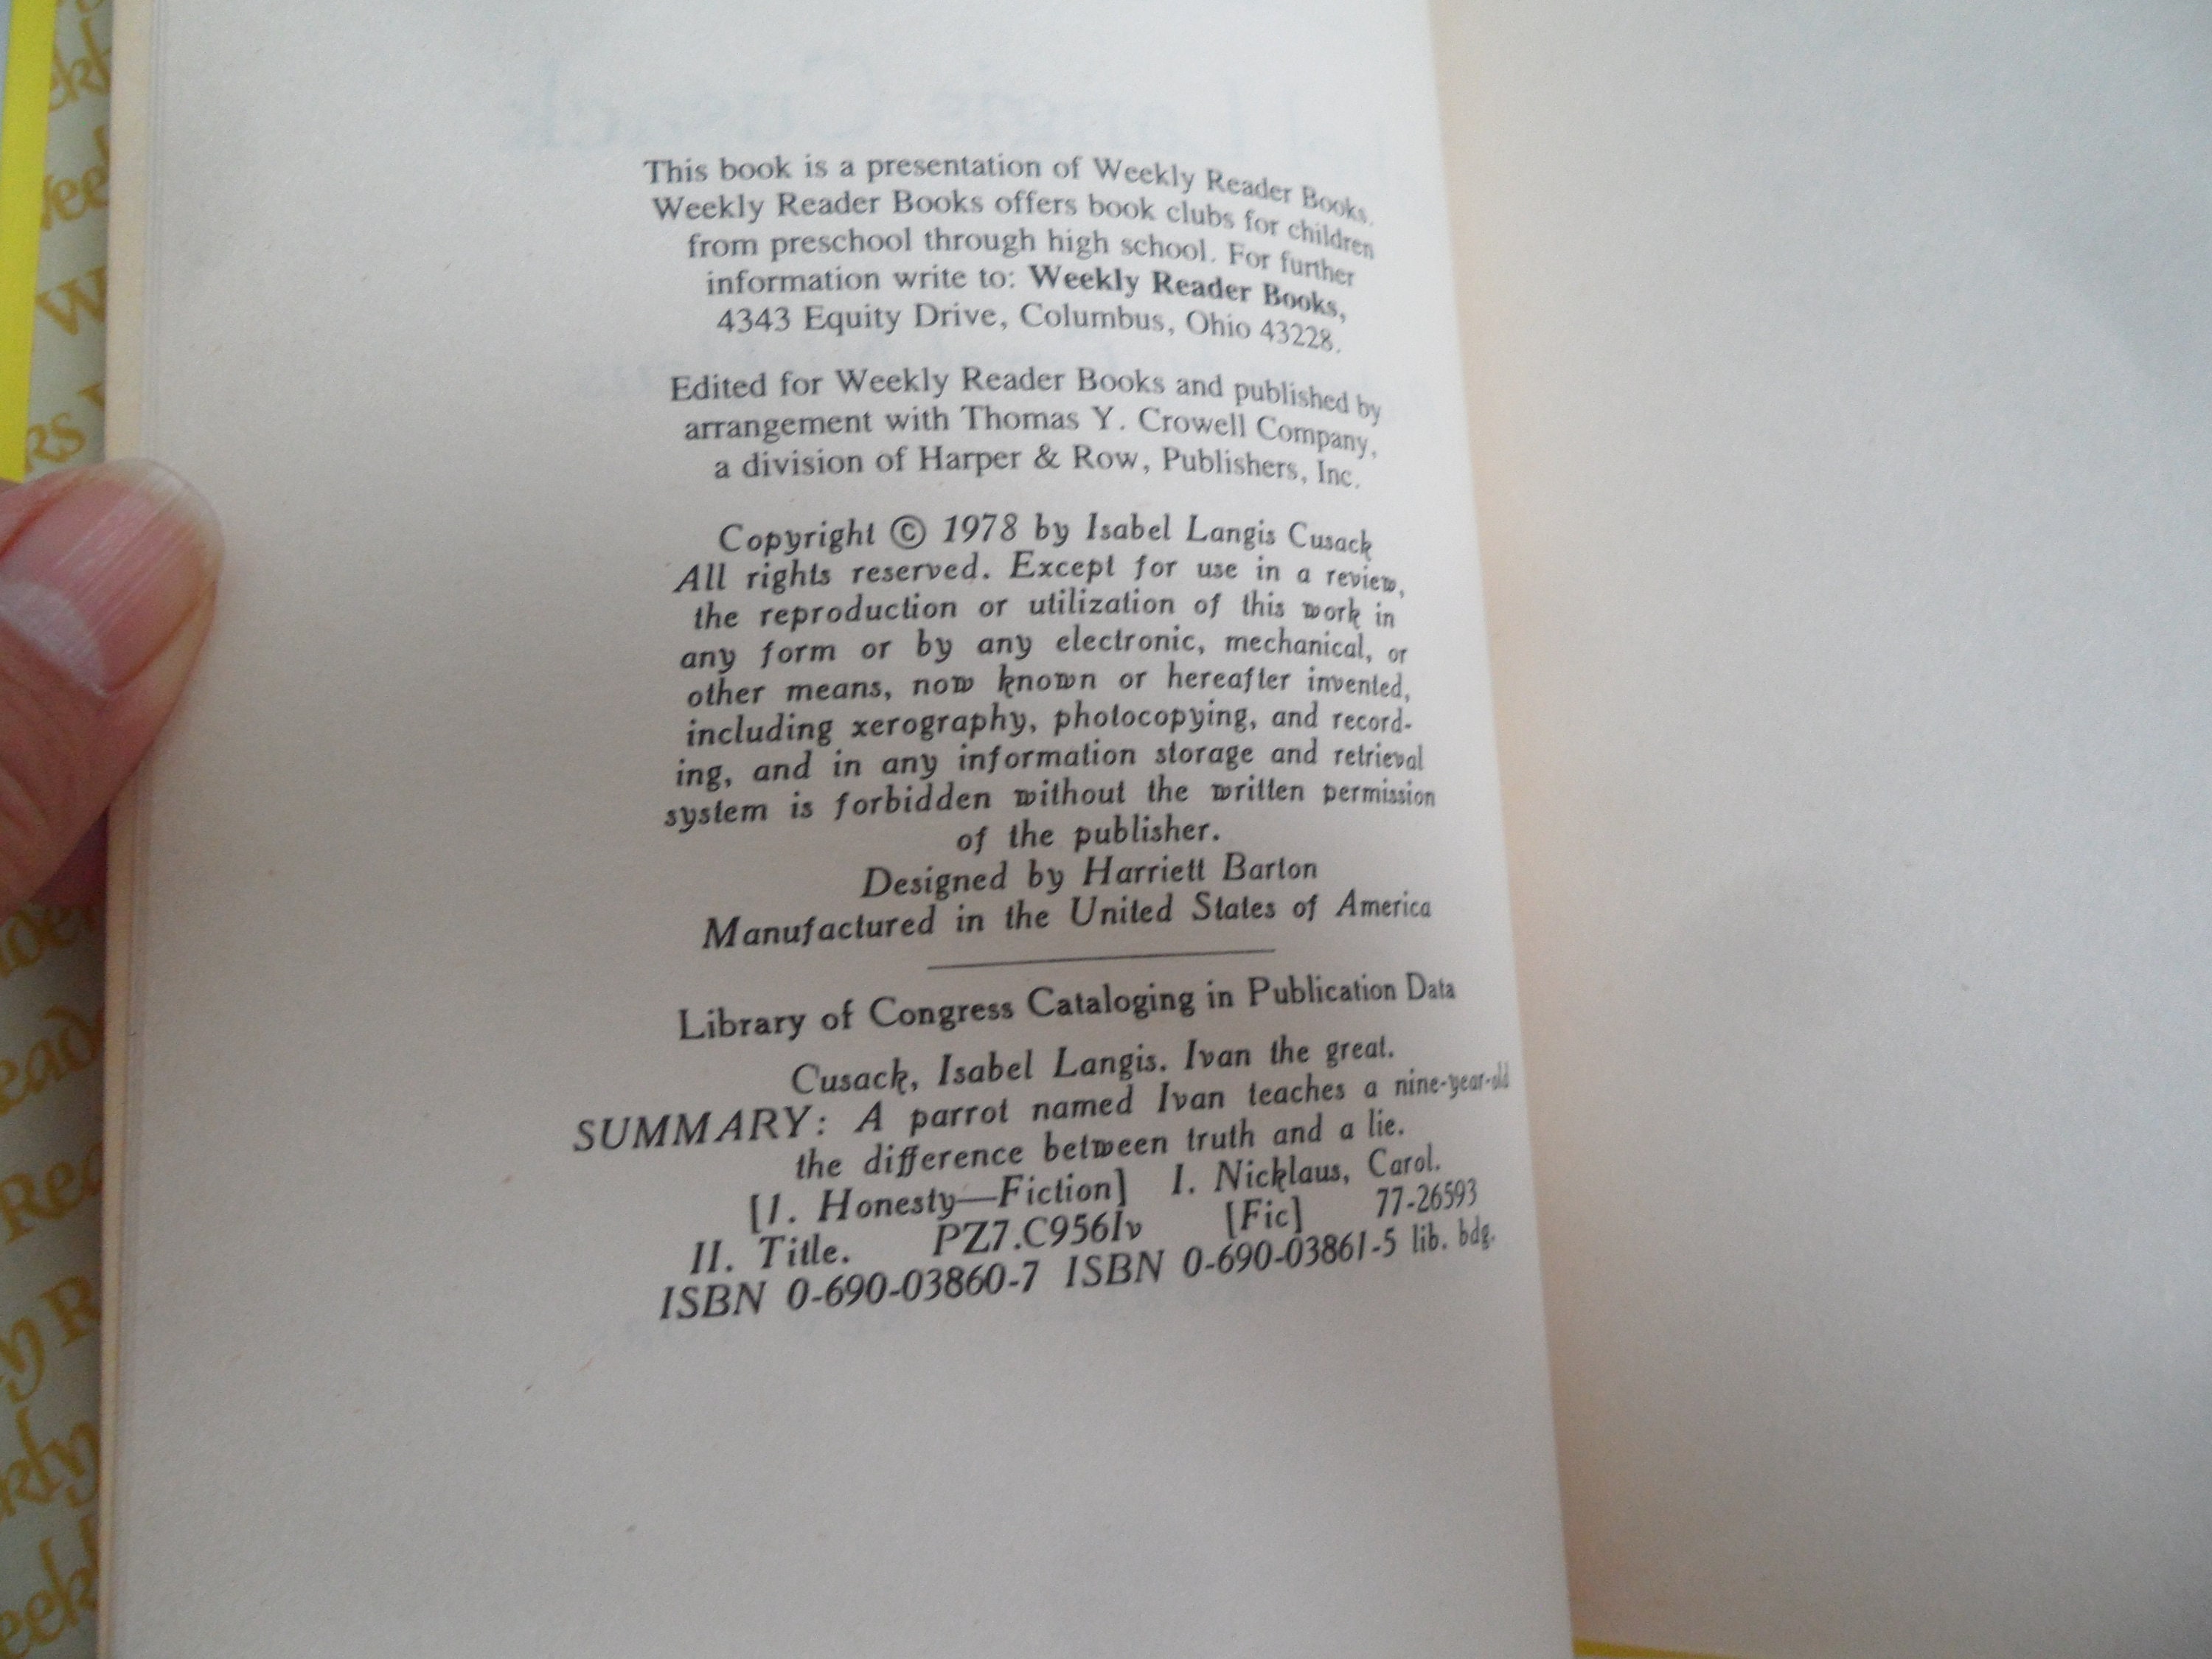 This book is a presentation of Weekly Reader Books.
Weekly Reader Books offers book clubs for children
from preschool through high school. For further
information write to: Weekly Reader Books,
4343 Equity Drive, Columbus, Ohio 43228.
Edited for Weekly Reader Books and published by
arrangement with Thomas Y. Crowell Company,
a division of Harper & Row, Publishers, Inc.
Copyright © 1978 by Isabel Langis Cusack
All rights reserved. Except for use in a review,
the reproduction or utilization of this work in
any form or by any electronic, mechanical, or
other means, now known or hereafter invented,
including xerography, photocopying, and record-
ing, and in any information storage and retrieval
system is forbidden without the written permission
of the publisher.
Designed by Harriett Barton
Manufactured in the United States of America
Library of Congress Cataloging in Publication Data
Cusack, Isabel Langis. Ivan the great.
SUMMARY: A parrot named Ivan teaches a nine-year-old
the difference between truth and a lie.
[1. Honesty—Fiction] I. Nicklaus, Carol.
II. Title. PZ7.C956Iv [Fic] 77-26593
ISBN 0-690-03860-7 ISBN 0-690-03861-5 lib. bdg.